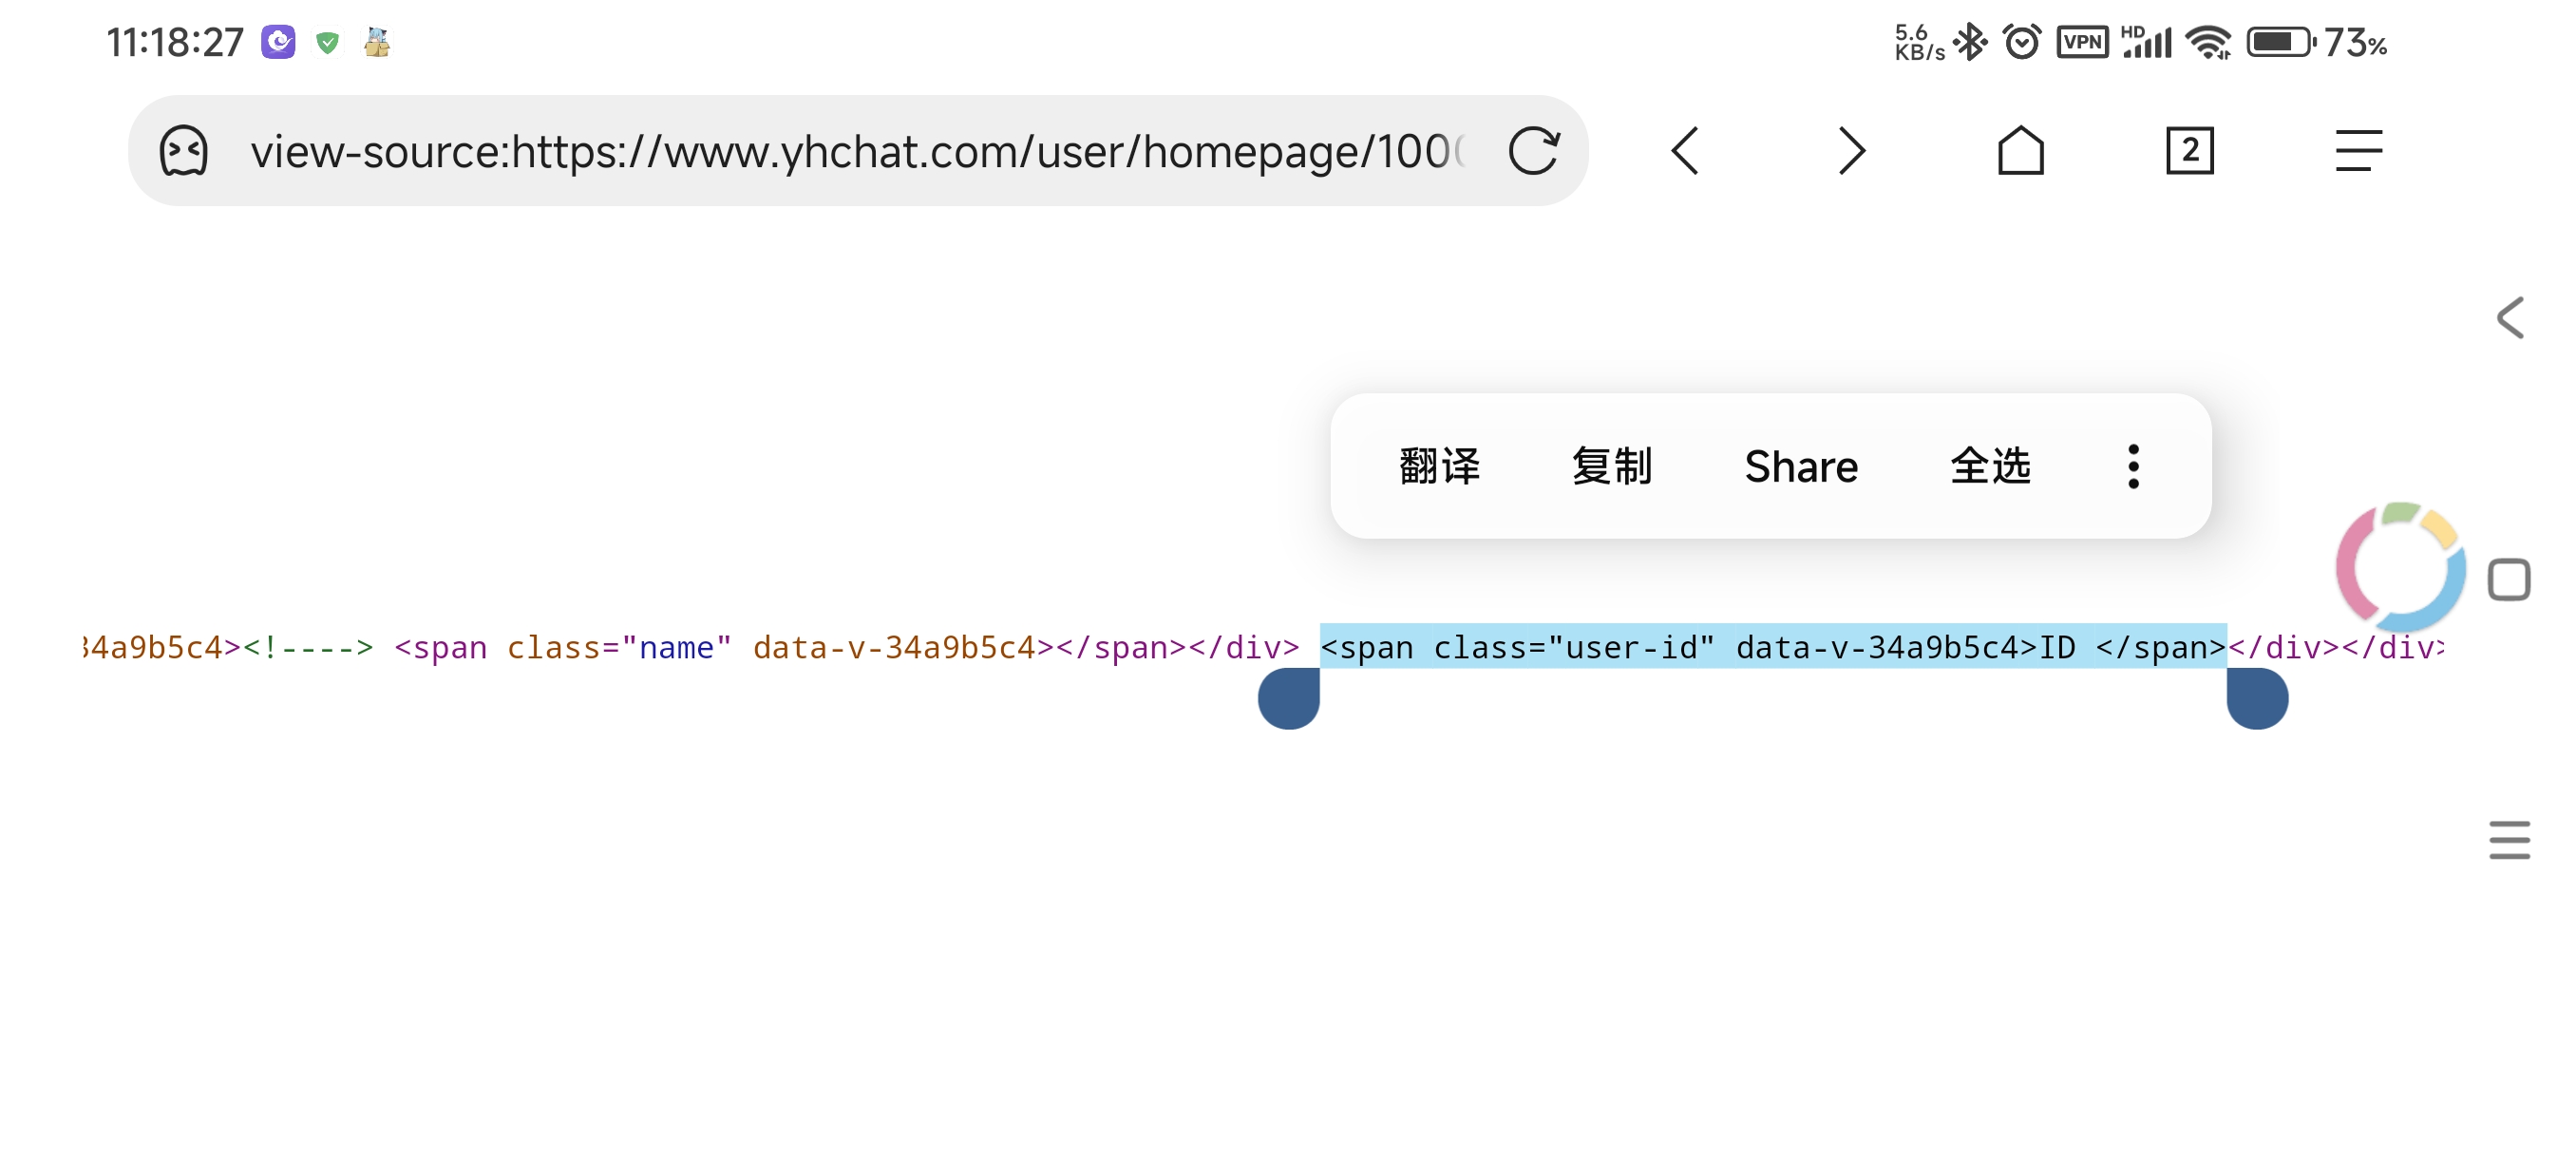 11:18:27 5.6 KB/s VPN HD 73%
view-source:https://www.yhchat.com/user/homepage/100 2
翻译 复制 Share 全选
34a9b5c4><!----> <span class="name" data-v-34a9b5c4></span></div> <span class="user-id" data-v-34a9b5c4>ID </span></div></div>